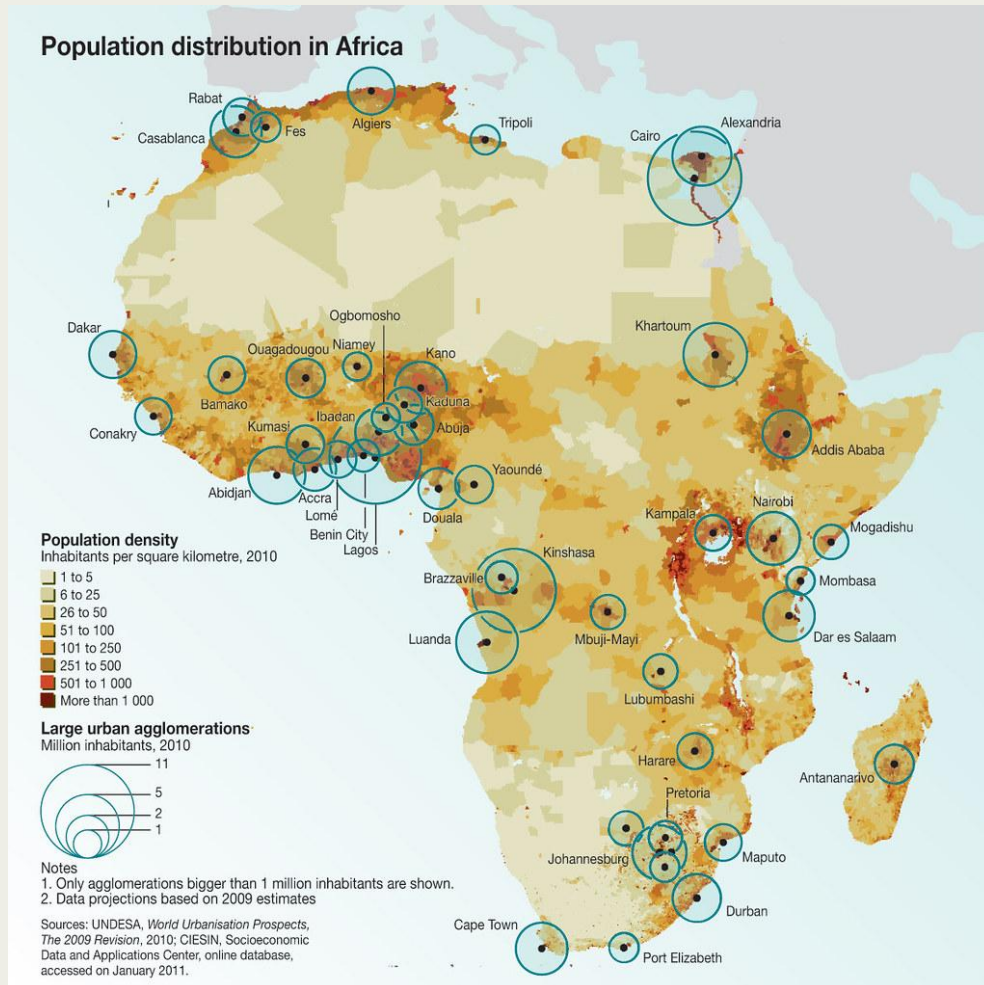 Population distribution in Africa
Rabat
Casablanca
Fes
Algiers
Tripoli
Cairo
Alexandria
Dakar
Ogbomosho
Ouagadougou
Niamey
Kano
Khartoum
Bamako
Ibadan
Kaduna
Conakry
Kumasi
Abuja
Addis Ababa
Abidjan
Accra
Lomé
Benin City
Lagos
Douala
Yaoundé
Kampala
Nairobi
Mogadishu
Kinshasa
Brazzaville
Mombasa
Luanda
Mbuji-Mayi
Dar es Salaam
Lubumbashi
Harare
Antananarivo
Pretoria
Johannesburg
Maputo
Durban
Cape Town
Port Elizabeth
Population density
Inhabitants per square kilometre, 2010
1 to 5
6 to 25
26 to 50
51 to 100
101 to 250
251 to 500
501 to 1 000
More than 1 000
Large urban agglomerations
Million inhabitants, 2010
11
5
2
1
Notes
1. Only agglomerations bigger than 1 million inhabitants are shown.
2. Data projections based on 2009 estimates
Sources: UNDESA, World Urbanisation Prospects,
The 2009 Revision, 2010; CIESIN, Socioeconomic
Data and Applications Center, online database,
accessed on January 2011.